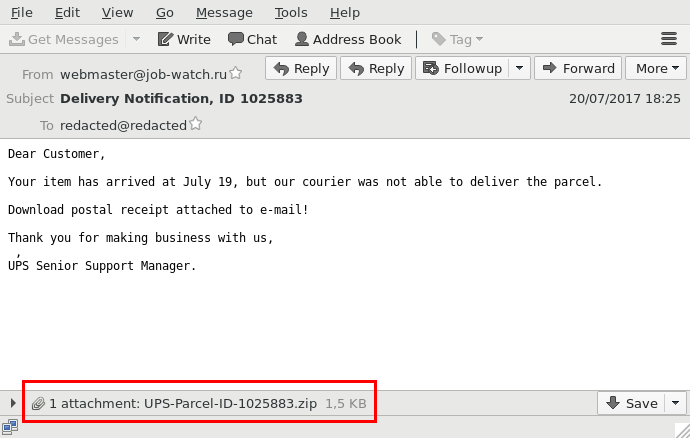 File Edit View Go Message Tools Help
Get Messages Write Chat Address Book Tag
From webmaster@job-watch.ru Reply Reply Followup Forward More
Subject Delivery Notification, ID 1025883 20/07/2017 18:25
To redacted@redacted
Dear Customer,
Your item has arrived at July 19, but our courier was not able to deliver the parcel.
Download postal receipt attached to e-mail!
Thank you for making business with us,
,
UPS Senior Support Manager.
1 attachment: UPS-Parcel-ID-1025883.zip 1,5 KB Save